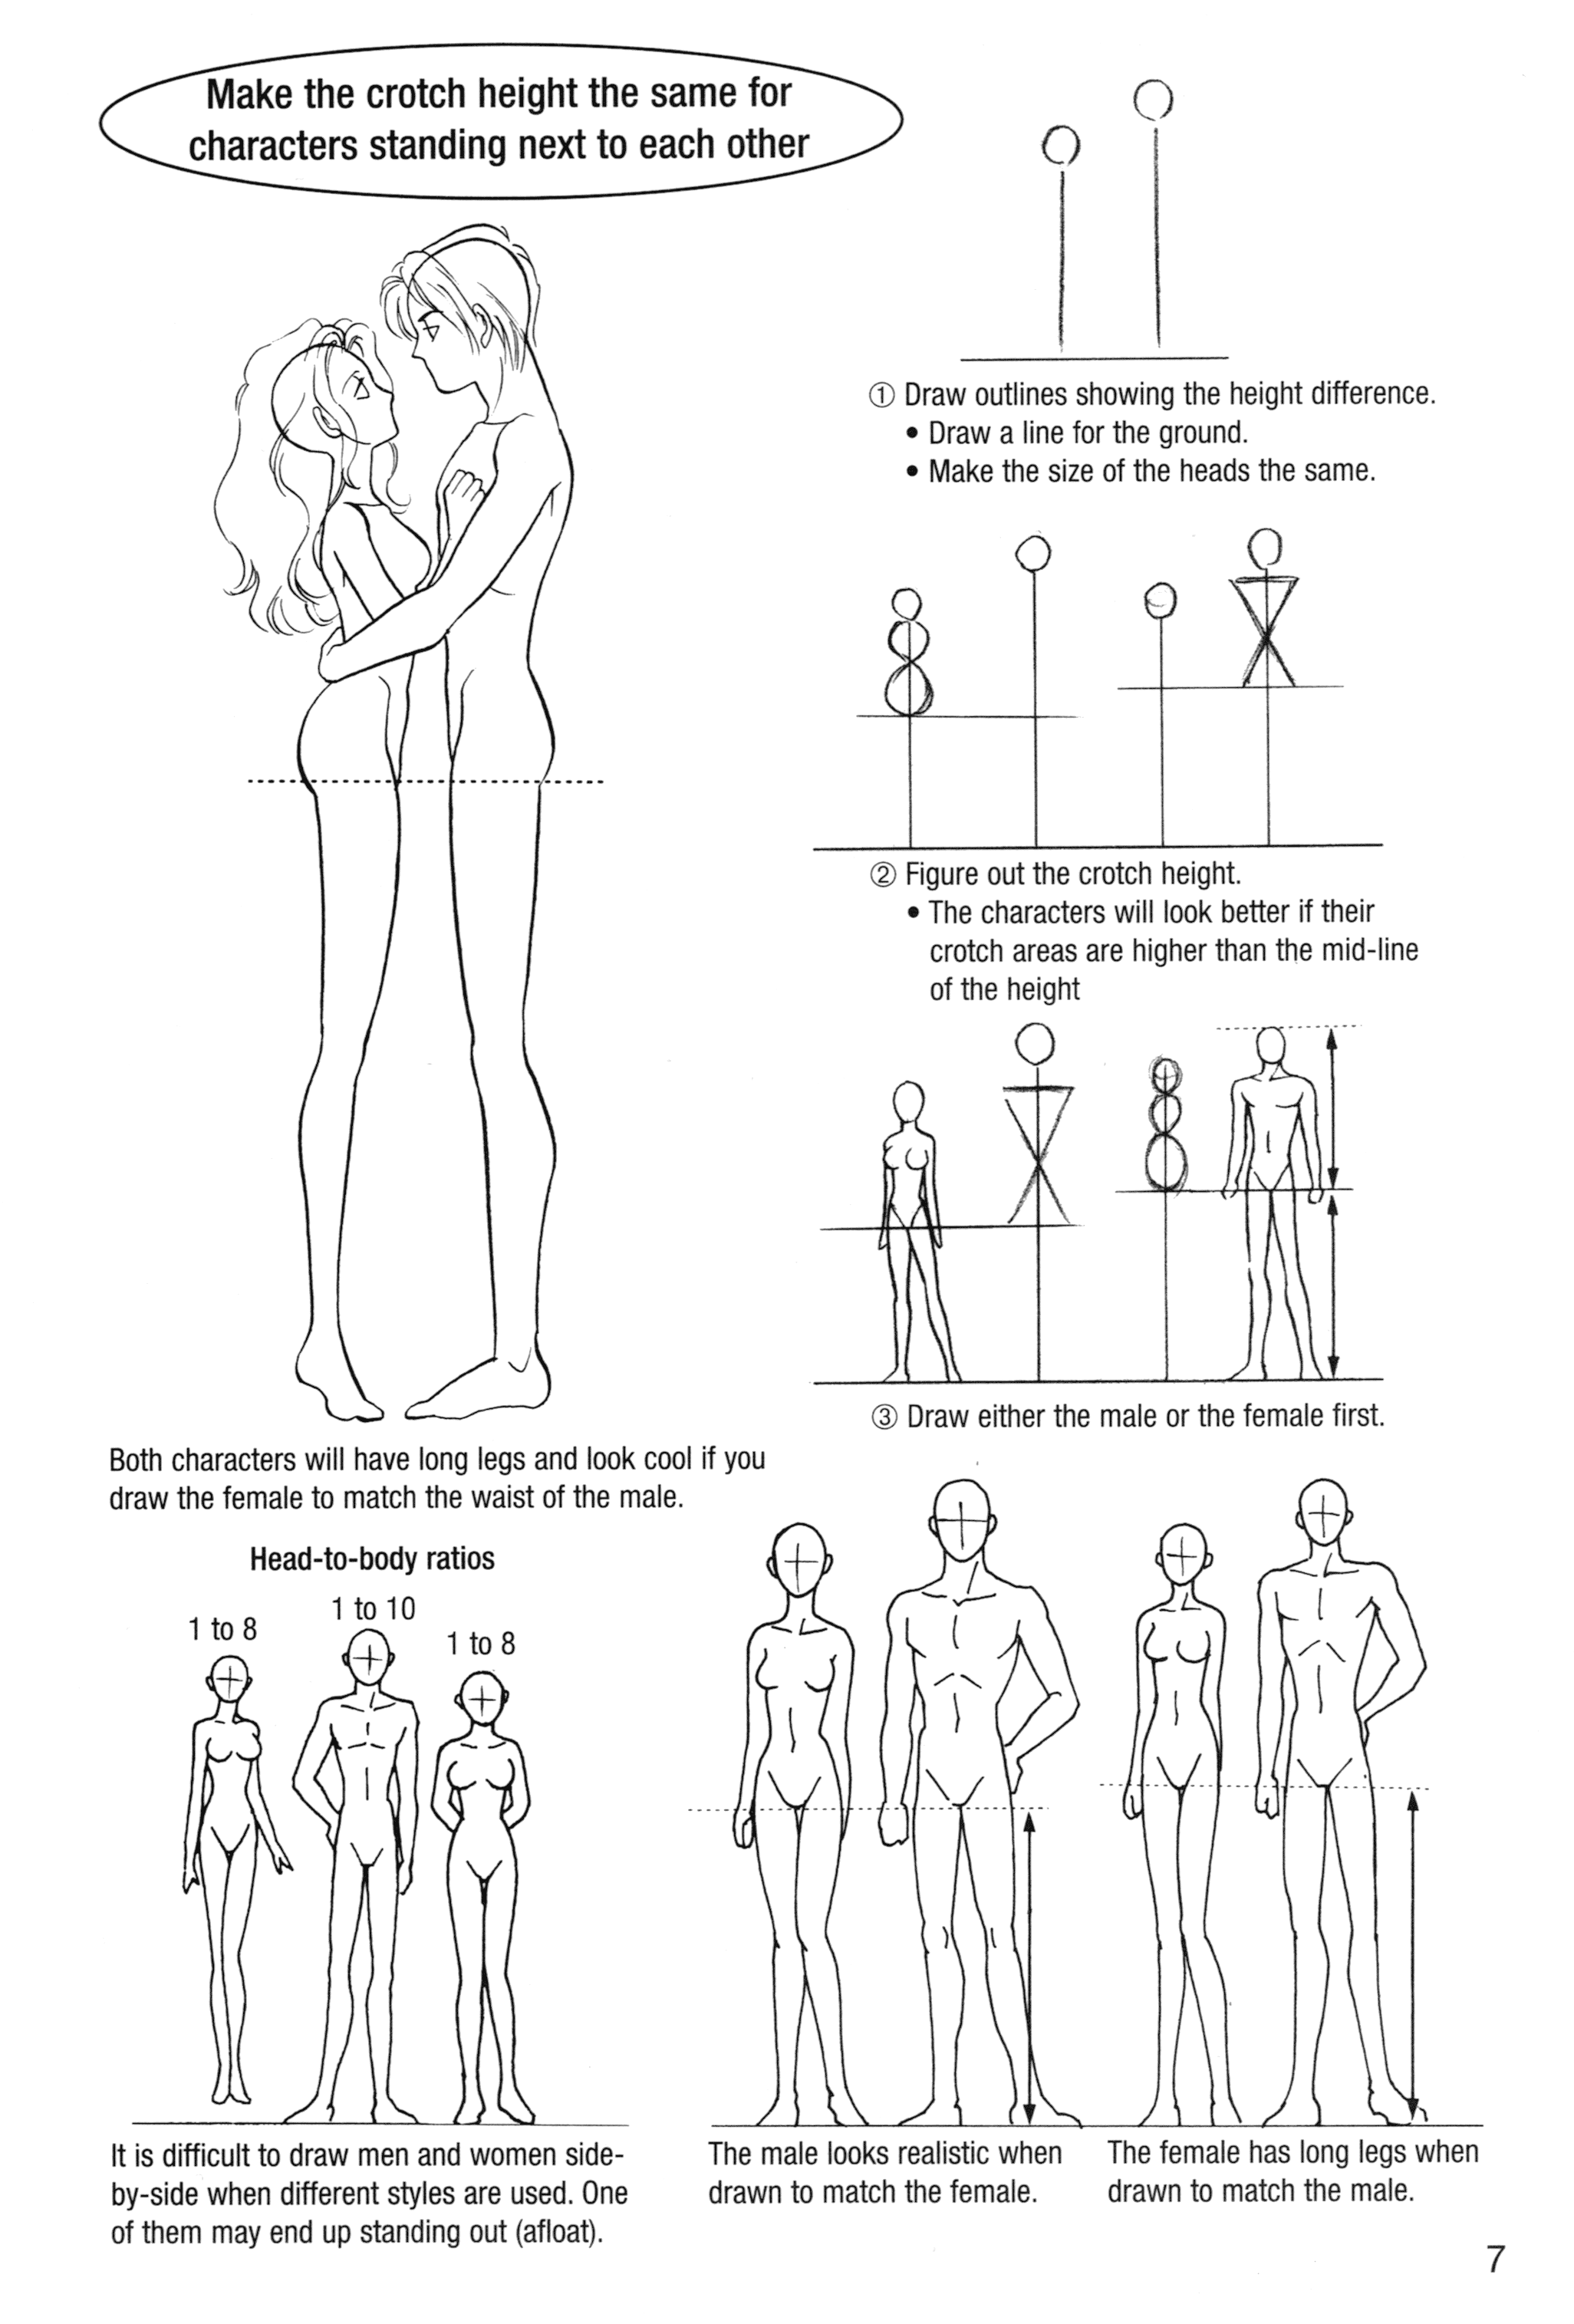 Make the crotch height the same for
characters standing next to each other
① Draw outlines showing the height difference.
• Draw a line for the ground.
• Make the size of the heads the same.
② Figure out the crotch height.
• The characters will look better if their
crotch areas are higher than the mid-line
of the height
③ Draw either the male or the female first.
Both characters will have long legs and look cool if you
draw the female to match the waist of the male.
Head-to-body ratios
1 to 8
1 to 10
1 to 8
It is difficult to draw men and women side-
by-side when different styles are used. One
of them may end up standing out (afloat).
The male looks realistic when
drawn to match the female.
The female has long legs when
drawn to match the male.
7